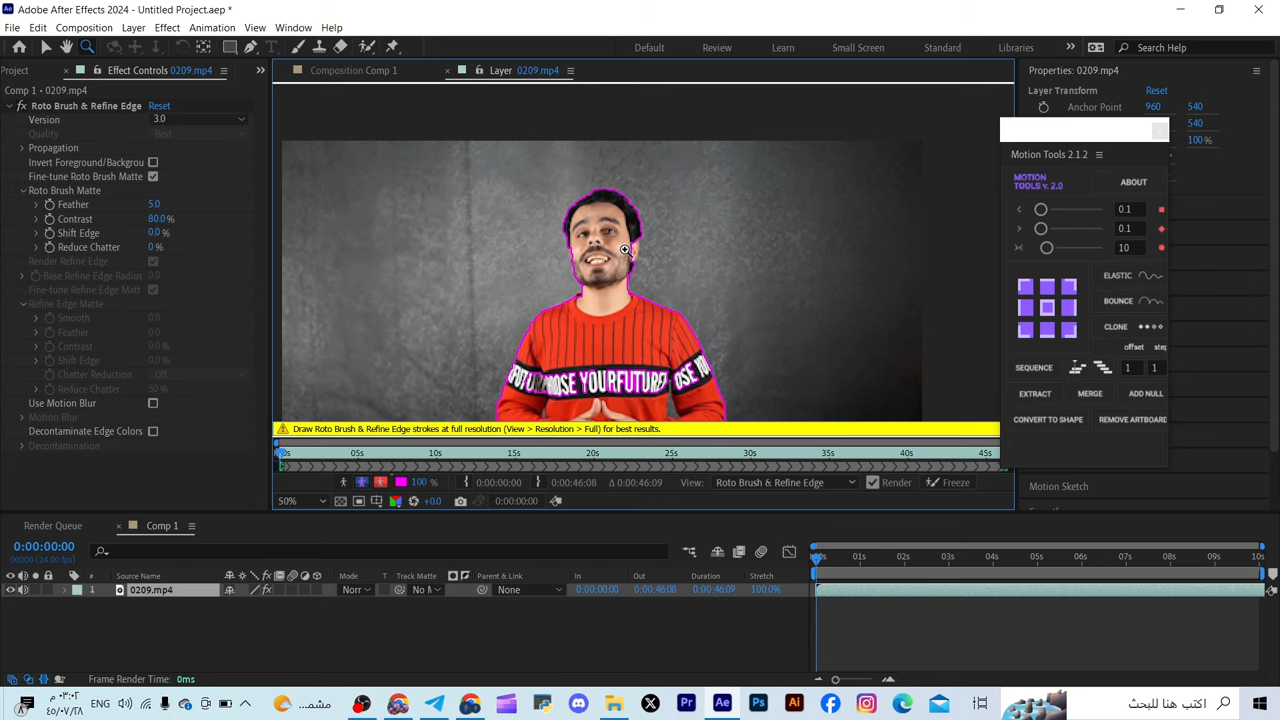 Adobe After Effects 2024 - Untitled Project.aep *
File Edit Composition Layer Effect Animation View Window Help
Default Review Learn Small Screen Standard Libraries Search Help
Project Effect Controls 0209.mp4 Composition Comp 1 Layer 0209.mp4 Properties: 0209.mp4
Comp 1 • 0209.mp4
Layer Transform Reset
Roto Brush & Refine Edge Reset
Anchor Point 960 540
Version 3.0
540
Quality Best
100 %
Propagation
Invert Foreground/Backgrou
Fine-tune Roto Brush Matte
Roto Brush Matte
Feather 5.0
Contrast 80.0 %
Shift Edge 0.0 %
Reduce Chatter 0 %
Render Refine Edge
Base Refine Edge Radius 0.0
Fine-tune Refine Edge Matt
Refine Edge Matte
Smooth 0.0
Feather 0.0
Contrast 0.0 %
Shift Edge 0.0 %
Chatter Reduction Off
Reduce Chatter 50 %
Use Motion Blur
Motion Blur
Decontaminate Edge Colors
Decontamination
Motion Tools 2.1.2
MOTION
TOOLS v. 2.0
ABOUT
0.1
0.1
10
ELASTIC
BOUNCE
CLONE
offset step
SEQUENCE 1 1
EXTRACT MERGE ADD NULL
CONVERT TO SHAPE REMOVE ARTBOARD
Motion Sketch
YOURFUTURE!
Draw Roto Brush & Refine Edge strokes at full resolution (View > Resolution > Full) for best results.
00s 05s 10s 15s 20s 25s 30s 35s 40s 45s
100 % 0:00:00:00 0:00:46:08 Δ 0:00:46:09 View: Roto Brush & Refine Edge Render Freeze
50% +0.0 0:00:00:00
Render Queue Comp 1
0:00:00:00
00000 (24.00 fps)
01s 02s 03s 04s 05s 06s 07s 08s 09s 10s
# Source Name Mode T Track Matte Parent & Link In Out Duration Stretch
1 0209.mp4 Norr No M None 0:00:00:00 0:00:46:08 0:00:46:09 100.0%
Frame Render Time: 0ms
ENG
اكتب هنا للبحث